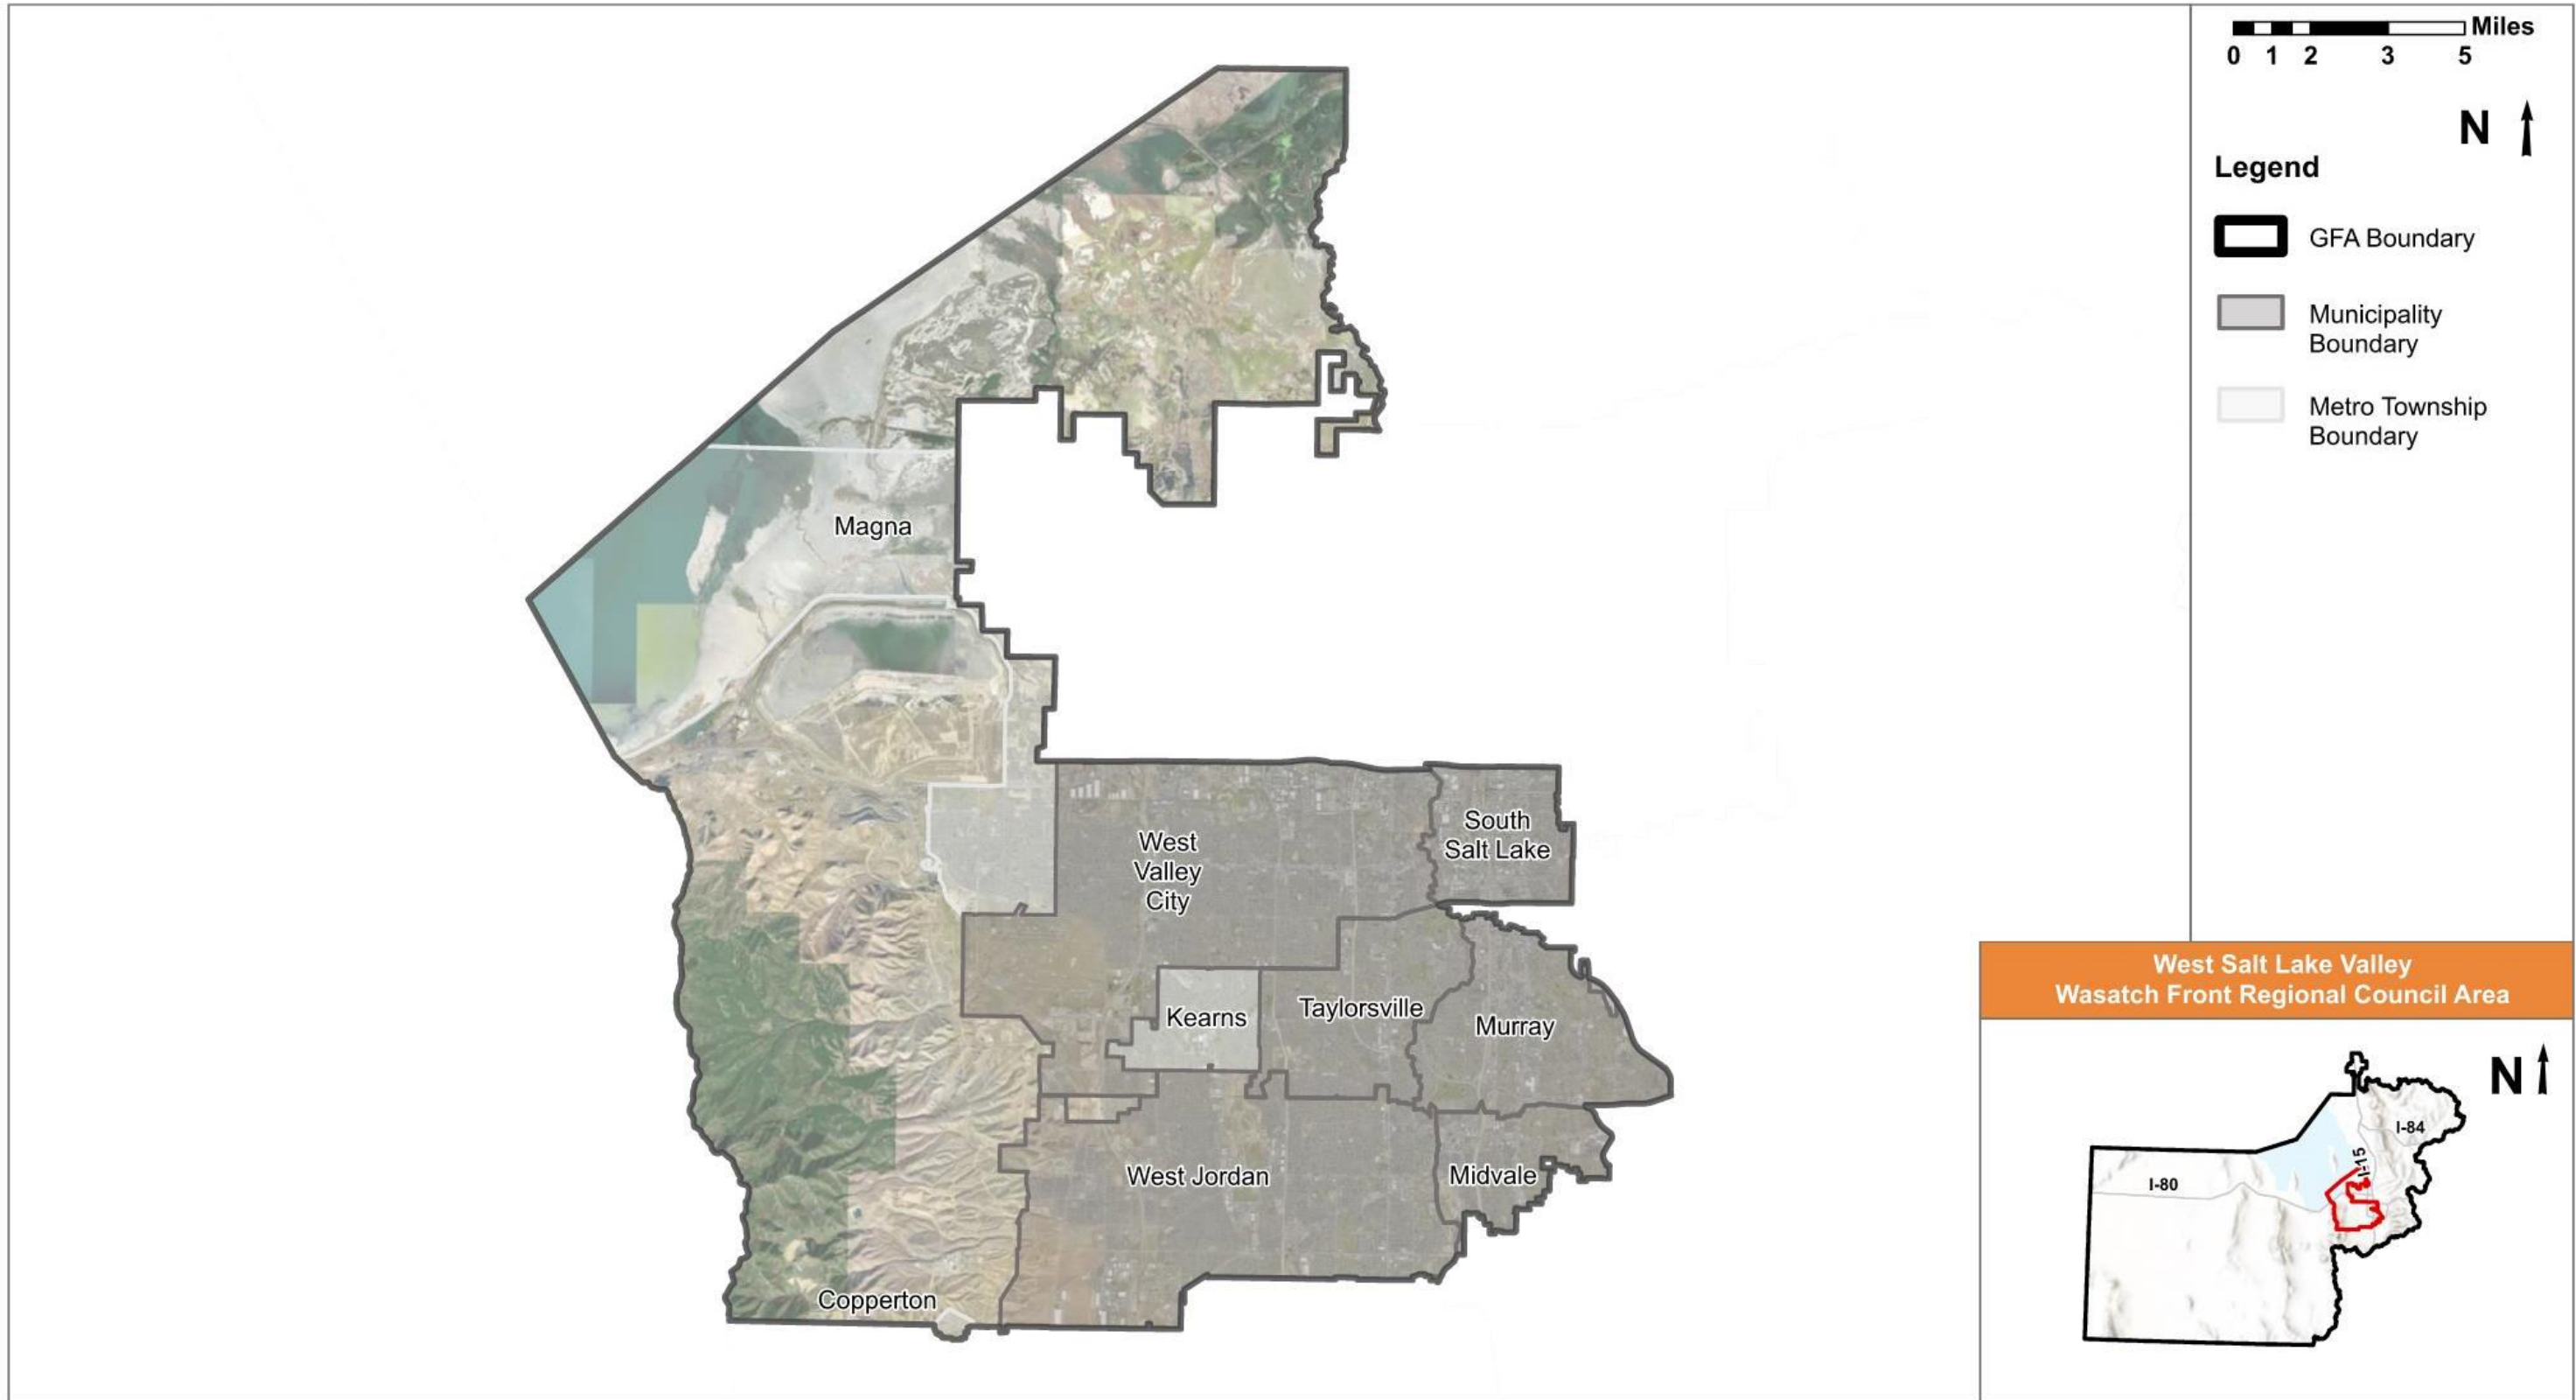 Miles
0 1 2 3 5
N
Legend
GFA Boundary
Municipality
Boundary
Metro Township
Boundary
Magna
West
Valley
City
South
Salt Lake
Kearns
Taylorsville
Murray
West Jordan
Midvale
Copperton
West Salt Lake Valley
Wasatch Front Regional Council Area
N
I-84
I-15
I-80